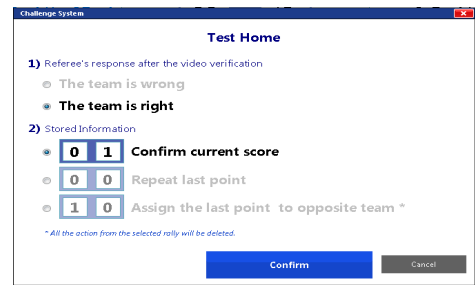 Challenge System
Test Home
1) Referee's response after the video verification
The team is wrong
The team is right
2) Stored Information
0 1 Confirm current score
0 0 Repeat last point
1 0 Assign the last point to opposite team *
* All the action from the selected rally will be deleted.
Confirm Cancel